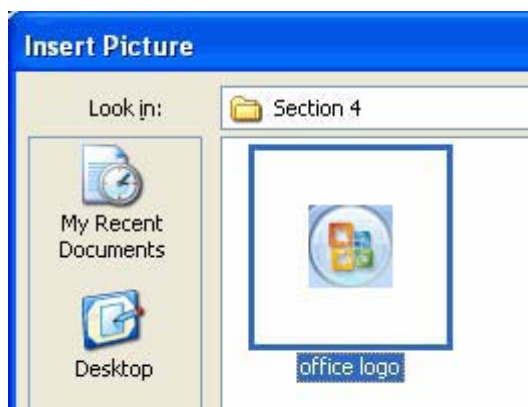 Insert Picture
Look in:
Section 4
My Recent
Documents
Desktop
office logo